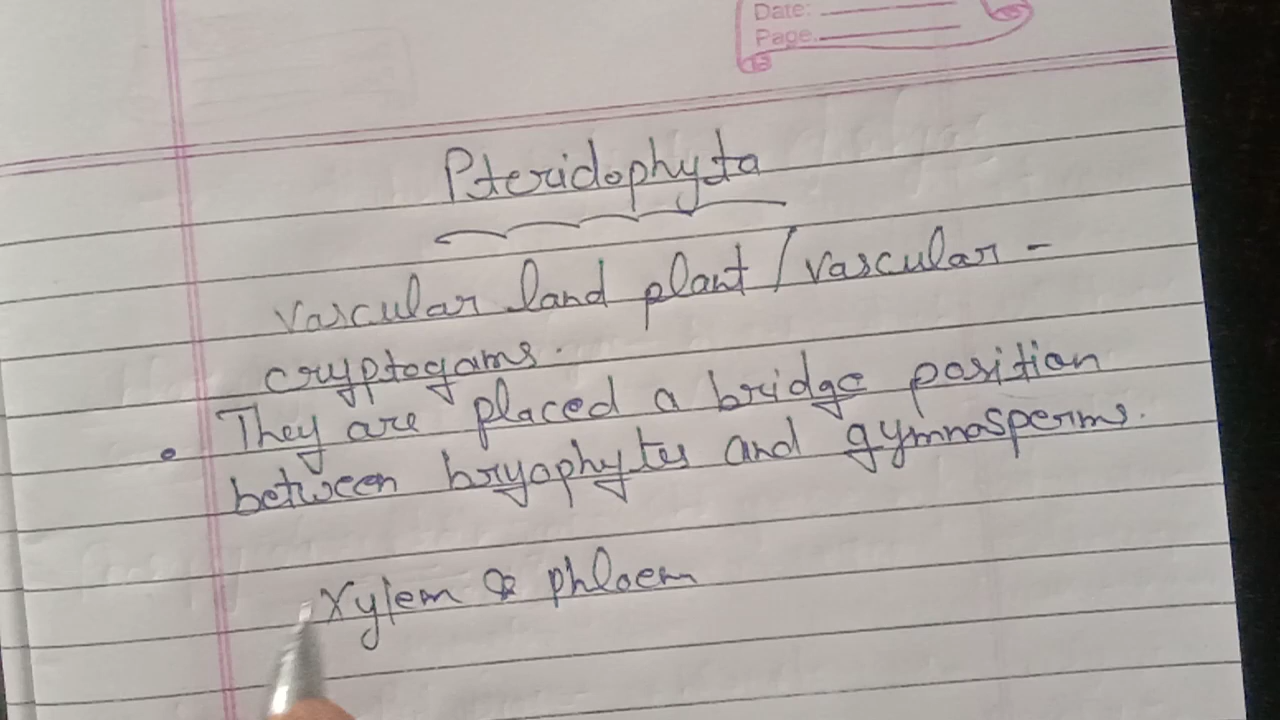 Date:
Page.
Pteridophyta
Vascular land plant / Vascular -
cryptogams.
• They are placed a bridge position
between bryophytes and gymnosperms.
Xylem & phloem